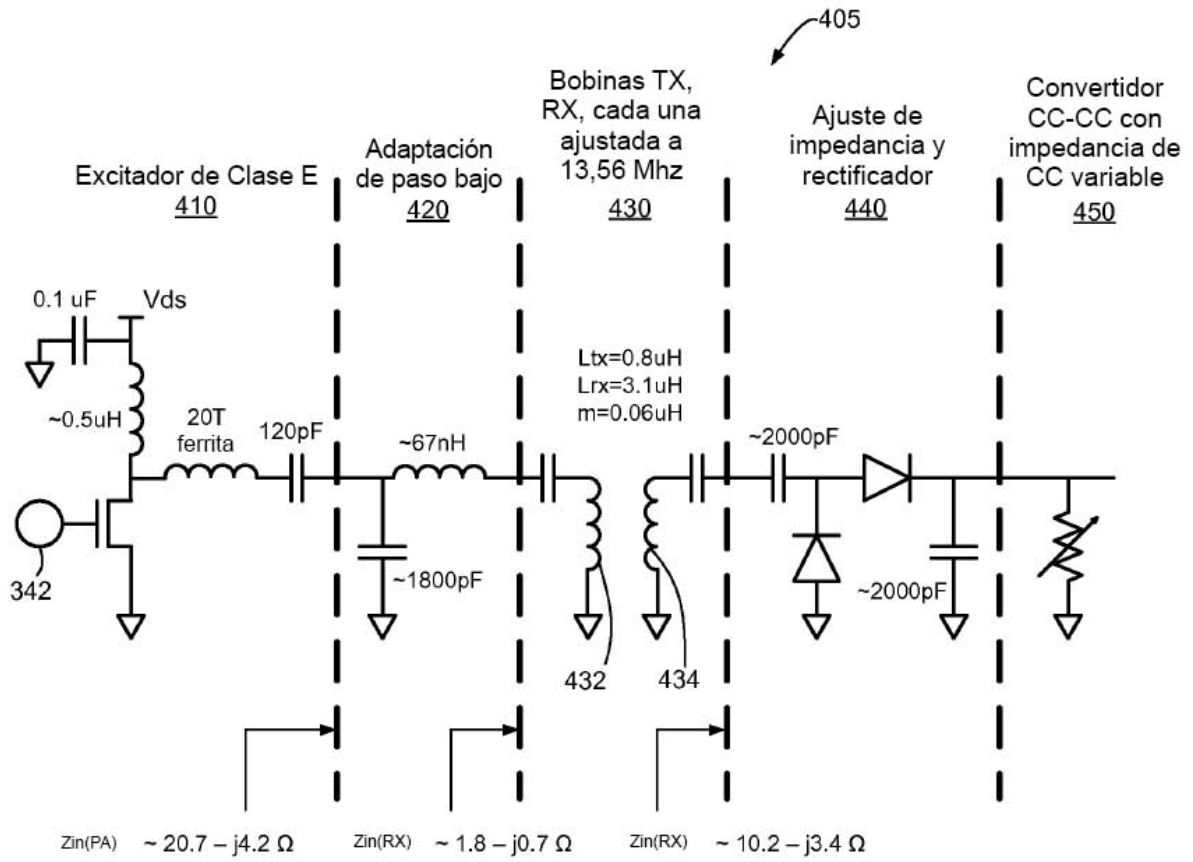 405
Bobinas TX,
RX, cada una
ajustada a
13,56 Mhz
430
Convertidor
CC-CC con
impedancia de
CC variable
450
Ajuste de
impedancia y
rectificador
440
Adaptación
de paso bajo
420
Excitador de Clase E
410
0.1 uF
Vds
~0.5uH
20T
ferrita
120pF
~67nH
~1800pF
Ltx=0.8uH
Lrx=3.1uH
m=0.06uH
~2000pF
~2000pF
342
432
434
Zin(PA) ~ 20.7 – j4.2 Ω
Zin(RX) ~ 1.8 – j0.7 Ω
Zin(RX) ~ 10.2 – j3.4 Ω